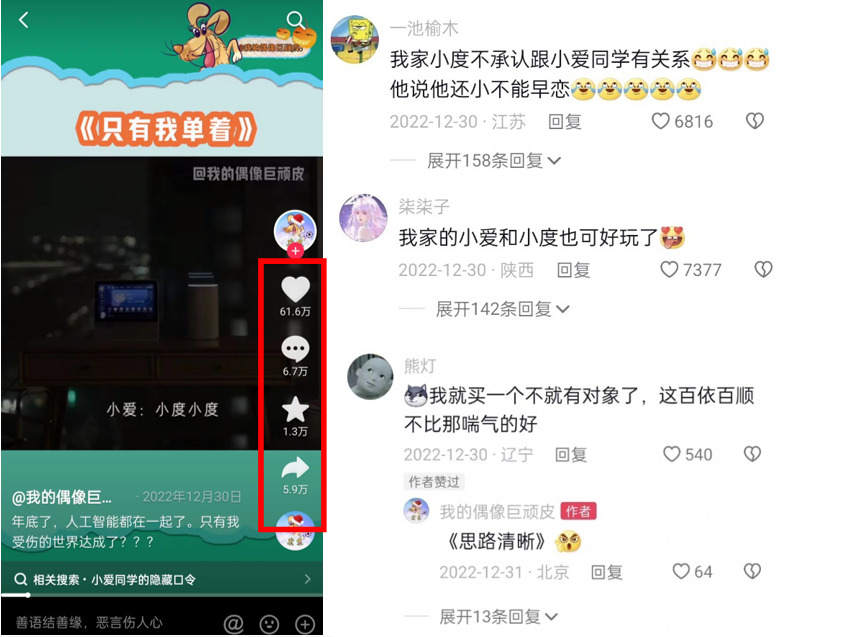 @我的偶像巨顽皮
《只有我单着》
@我的偶像巨顽皮
61.6万
6.7万
1.3万
5.9万
小爱：小度小度
@我的偶像巨... · 2022年12月30日
年底了，人工智能都在一起了。只有我
受伤的世界达成了？？？
相关搜索 · 小爱同学的隐藏口令
善语结善缘，恶言伤人心
一池榆木
我家小度不承认跟小爱同学有关系😅😅😅
他说他还小不能早恋😂😂😂😂😂
2022-12-30 · 江苏 回复 6816
展开158条回复
柒柒子
我家的小爱和小度也可好玩了😍
2022-12-30 · 陕西 回复 7377
展开142条回复
熊灯
我就买一个不就有对象了，这百依百顺
不比那喘气的好
2022-12-30 · 辽宁 回复 540
作者赞过
我的偶像巨顽皮 作者
《思路清晰》
2022-12-31 · 北京 回复 64
展开13条回复